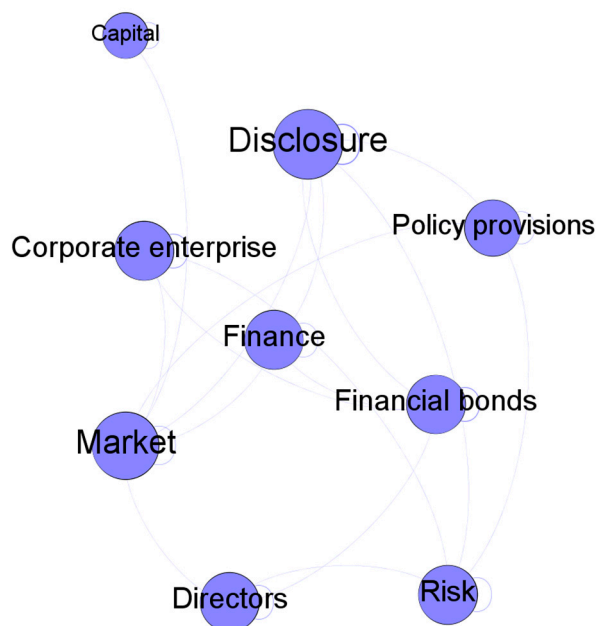 Capital
Disclosure
Policy provisions
Corporate enterprise
Finance
Financial bonds
Market
Directors
Risk